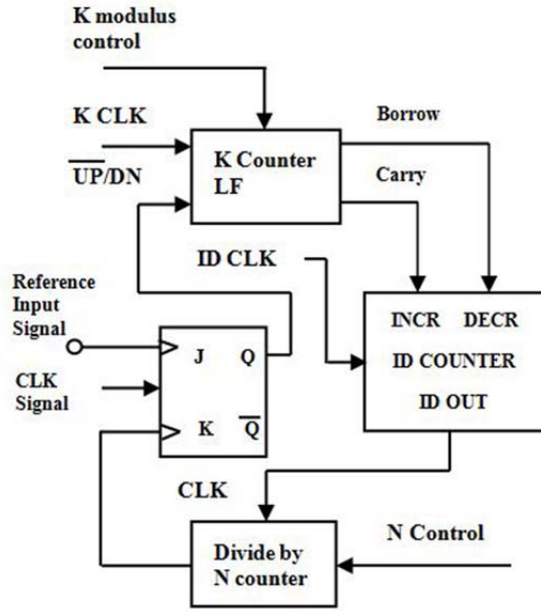 K modulus
control
K CLK
UP/DN
K Counter
LF
Borrow
Carry
ID CLK
Reference
Input
Signal
CLK
Signal
J Q
K Q
INCR DECR
ID COUNTER
ID OUT
CLK
Divide by
N counter
N Control